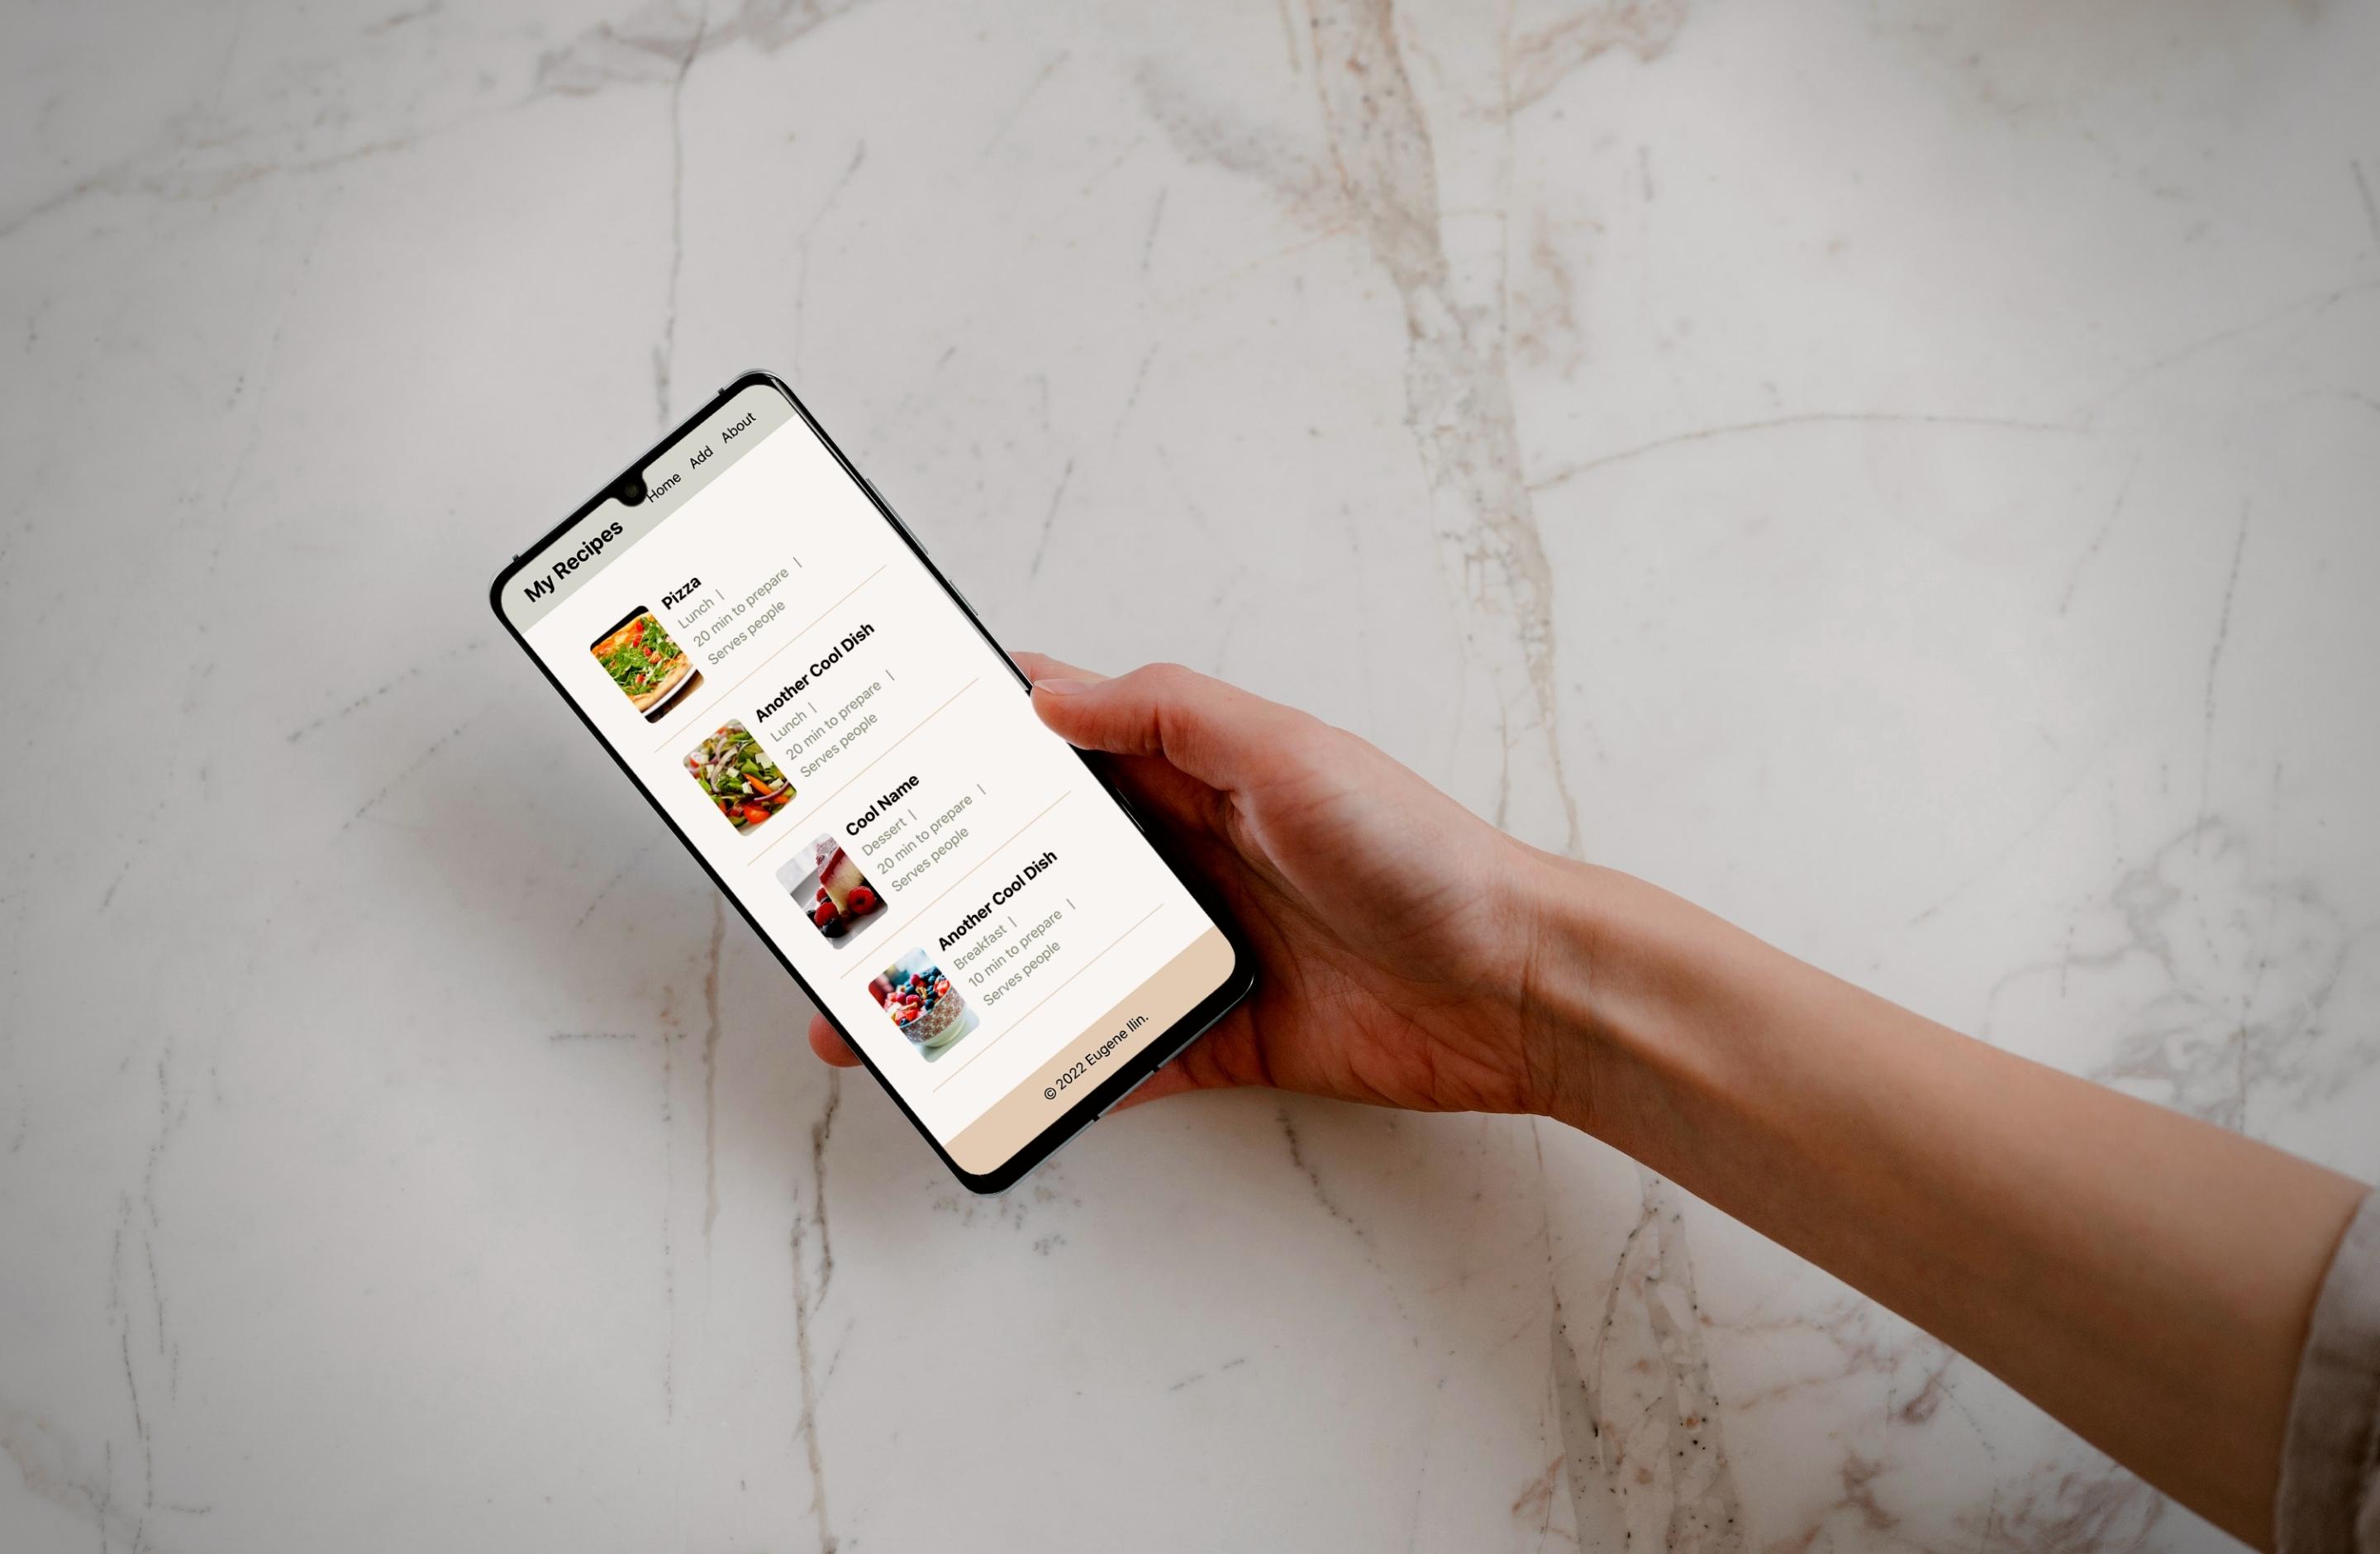 My Recipes
Home Add About
Pizza
Lunch |
20 min to prepare |
Serves people
Another Cool Dish
Lunch |
20 min to prepare |
Serves people
Cool Name
Dessert |
20 min to prepare |
Serves people
Another Cool Dish
Breakfast |
10 min to prepare |
Serves people
© 2022 Eugene Ilin.